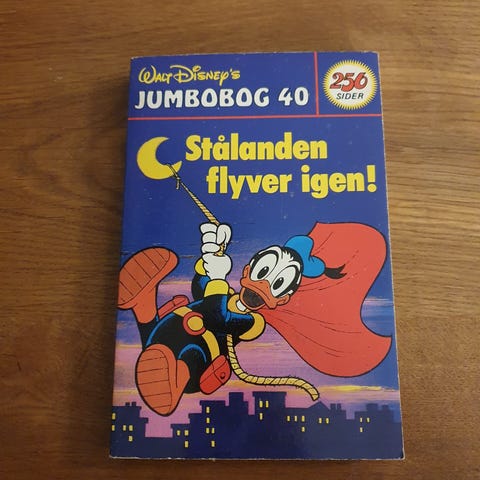 Walt Disney's
JUMBOBOG 40
256
SIDER
Stålanden
flyver igen!